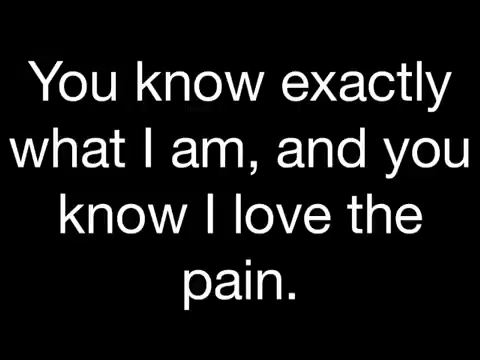 You know exactly
what I am, and you
know I love the
pain.